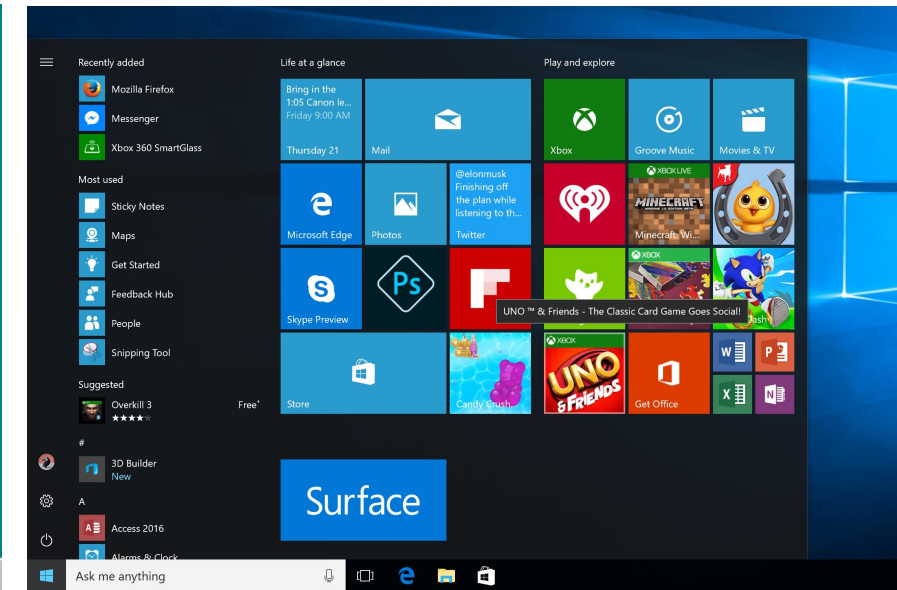 Recently added
Mozilla Firefox
Messenger
Xbox 360 SmartGlass
Most used
Sticky Notes
Maps
Get Started
Feedback Hub
People
Snipping Tool
Suggested
Overkill 3
Free*
#
3D Builder
New
A
Access 2016
Alarms & Clock
Life at a glance
Bring in the
1:05 Canon le...
Friday 9:00 AM
Thursday 21
Mail
Microsoft Edge
Photos
@elonmusk
Finishing off
the plan while
listening to th...
Twitter
Skype Preview
Ps
Store
Candy Crush...
Surface
Play and explore
Xbox
Groove Music
Movies & TV
XBOX LIVE
MINECRAFT
Minecraft: Wi...
XBOX
UNO ™ & Friends - The Classic Card Game Goes Social!
Dash
XBOX
UNO
& FRIENDS
Get Office
Ask me anything